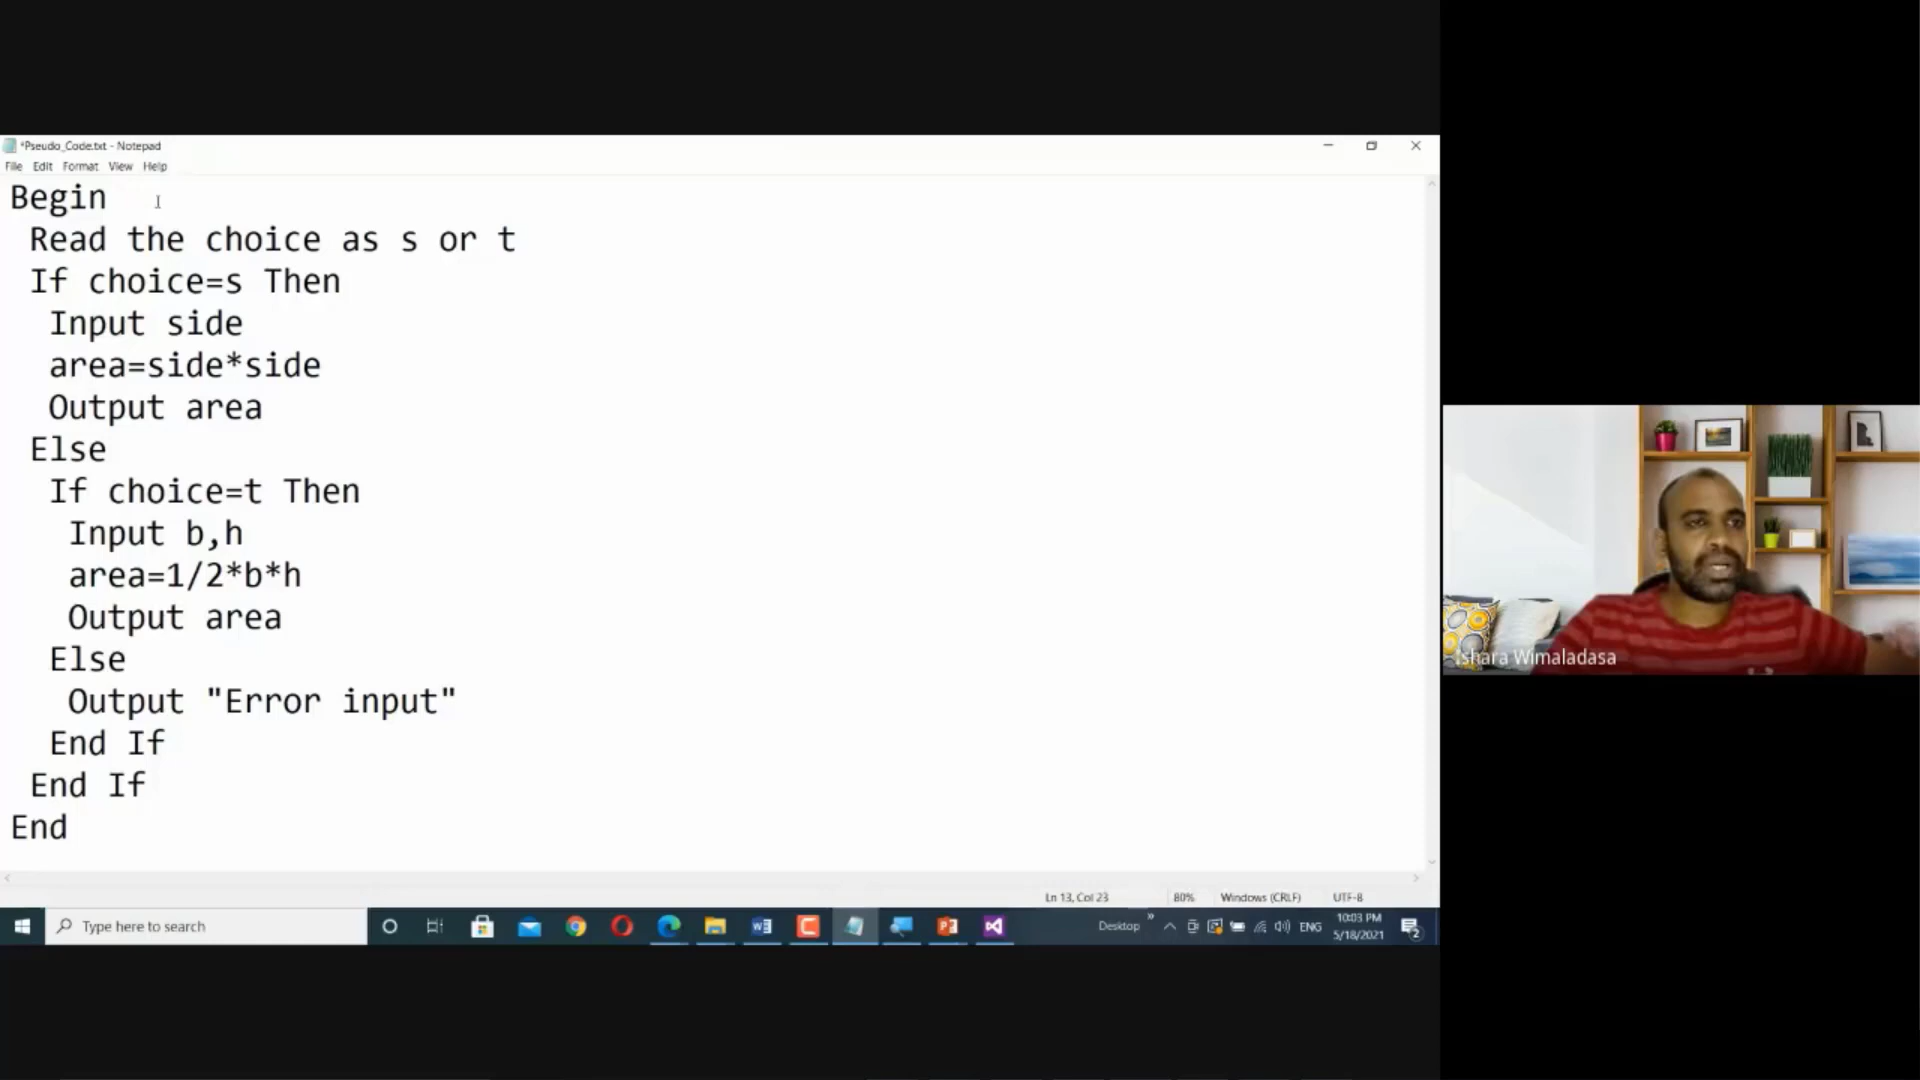 *Pseudo_Code.txt - Notepad
File Edit Format View Help
Begin
Read the choice as s or t
If choice=s Then
Input side
area=side*side
Output area
Else
If choice=t Then
Input b,h
area=1/2*b*h
Output area
Else
Output "Error input"
End If
End If
End
Ln 13, Col 23 80% Windows (CRLF) UTF-8
Type here to search
Desktop
ENG
10:03 PM
5/18/2021
2
Ishara Wimaladasa